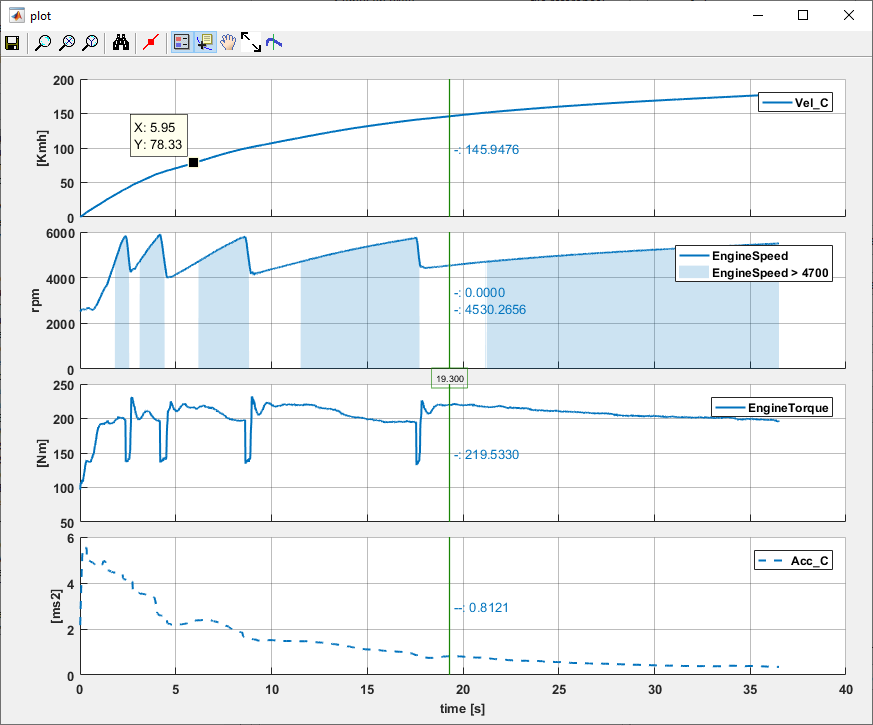 plot
200
150
100
50
0
[Kmh]
X: 5.95
Y: 78.33
-: 145.9476
Vel_C
6000
4000
2000
0
rpm
EngineSpeed
EngineSpeed > 4700
-: 0.0000
-: 4530.2656
19.300
250
200
150
100
50
[Nm]
EngineTorque
-: 219.5330
6
4
2
0
[ms2]
Acc_C
--: 0.8121
0 5 10 15 20 25 30 35 40
time [s]